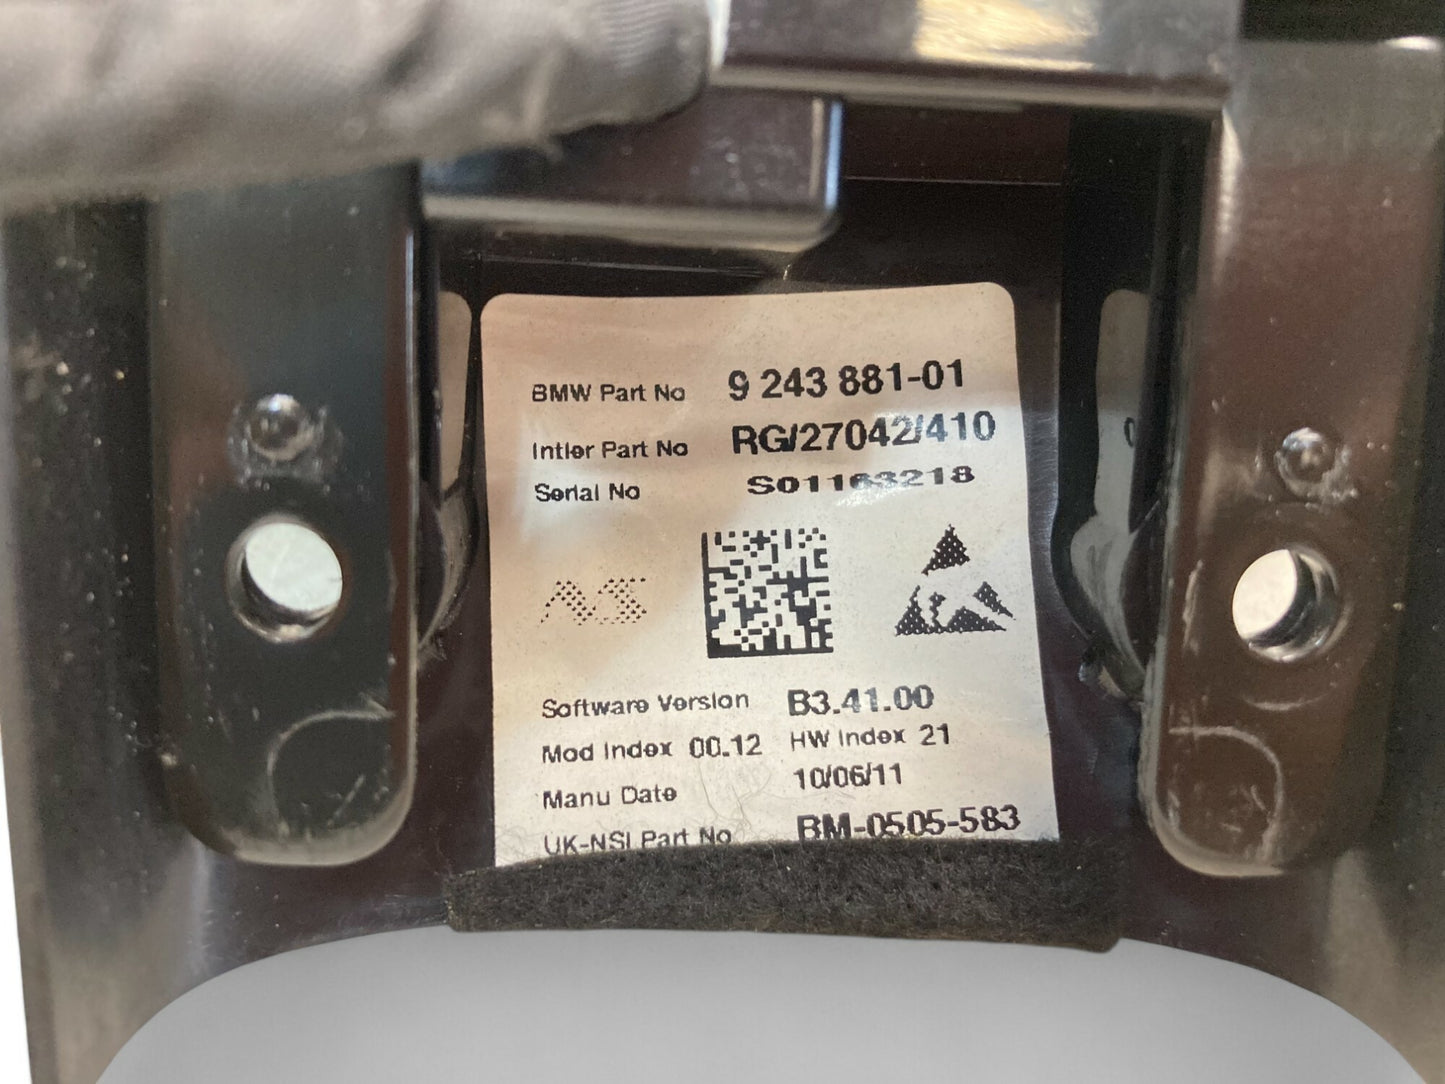 BMW Part No 9 243 881-01
Intier Part No RG/27042/410
Serial No S01163218
Software Version B3.41.00
Mod Index 00.12 HW Index 21
Manu Date 10/06/11
UK-NSI Part No BM-0505-583